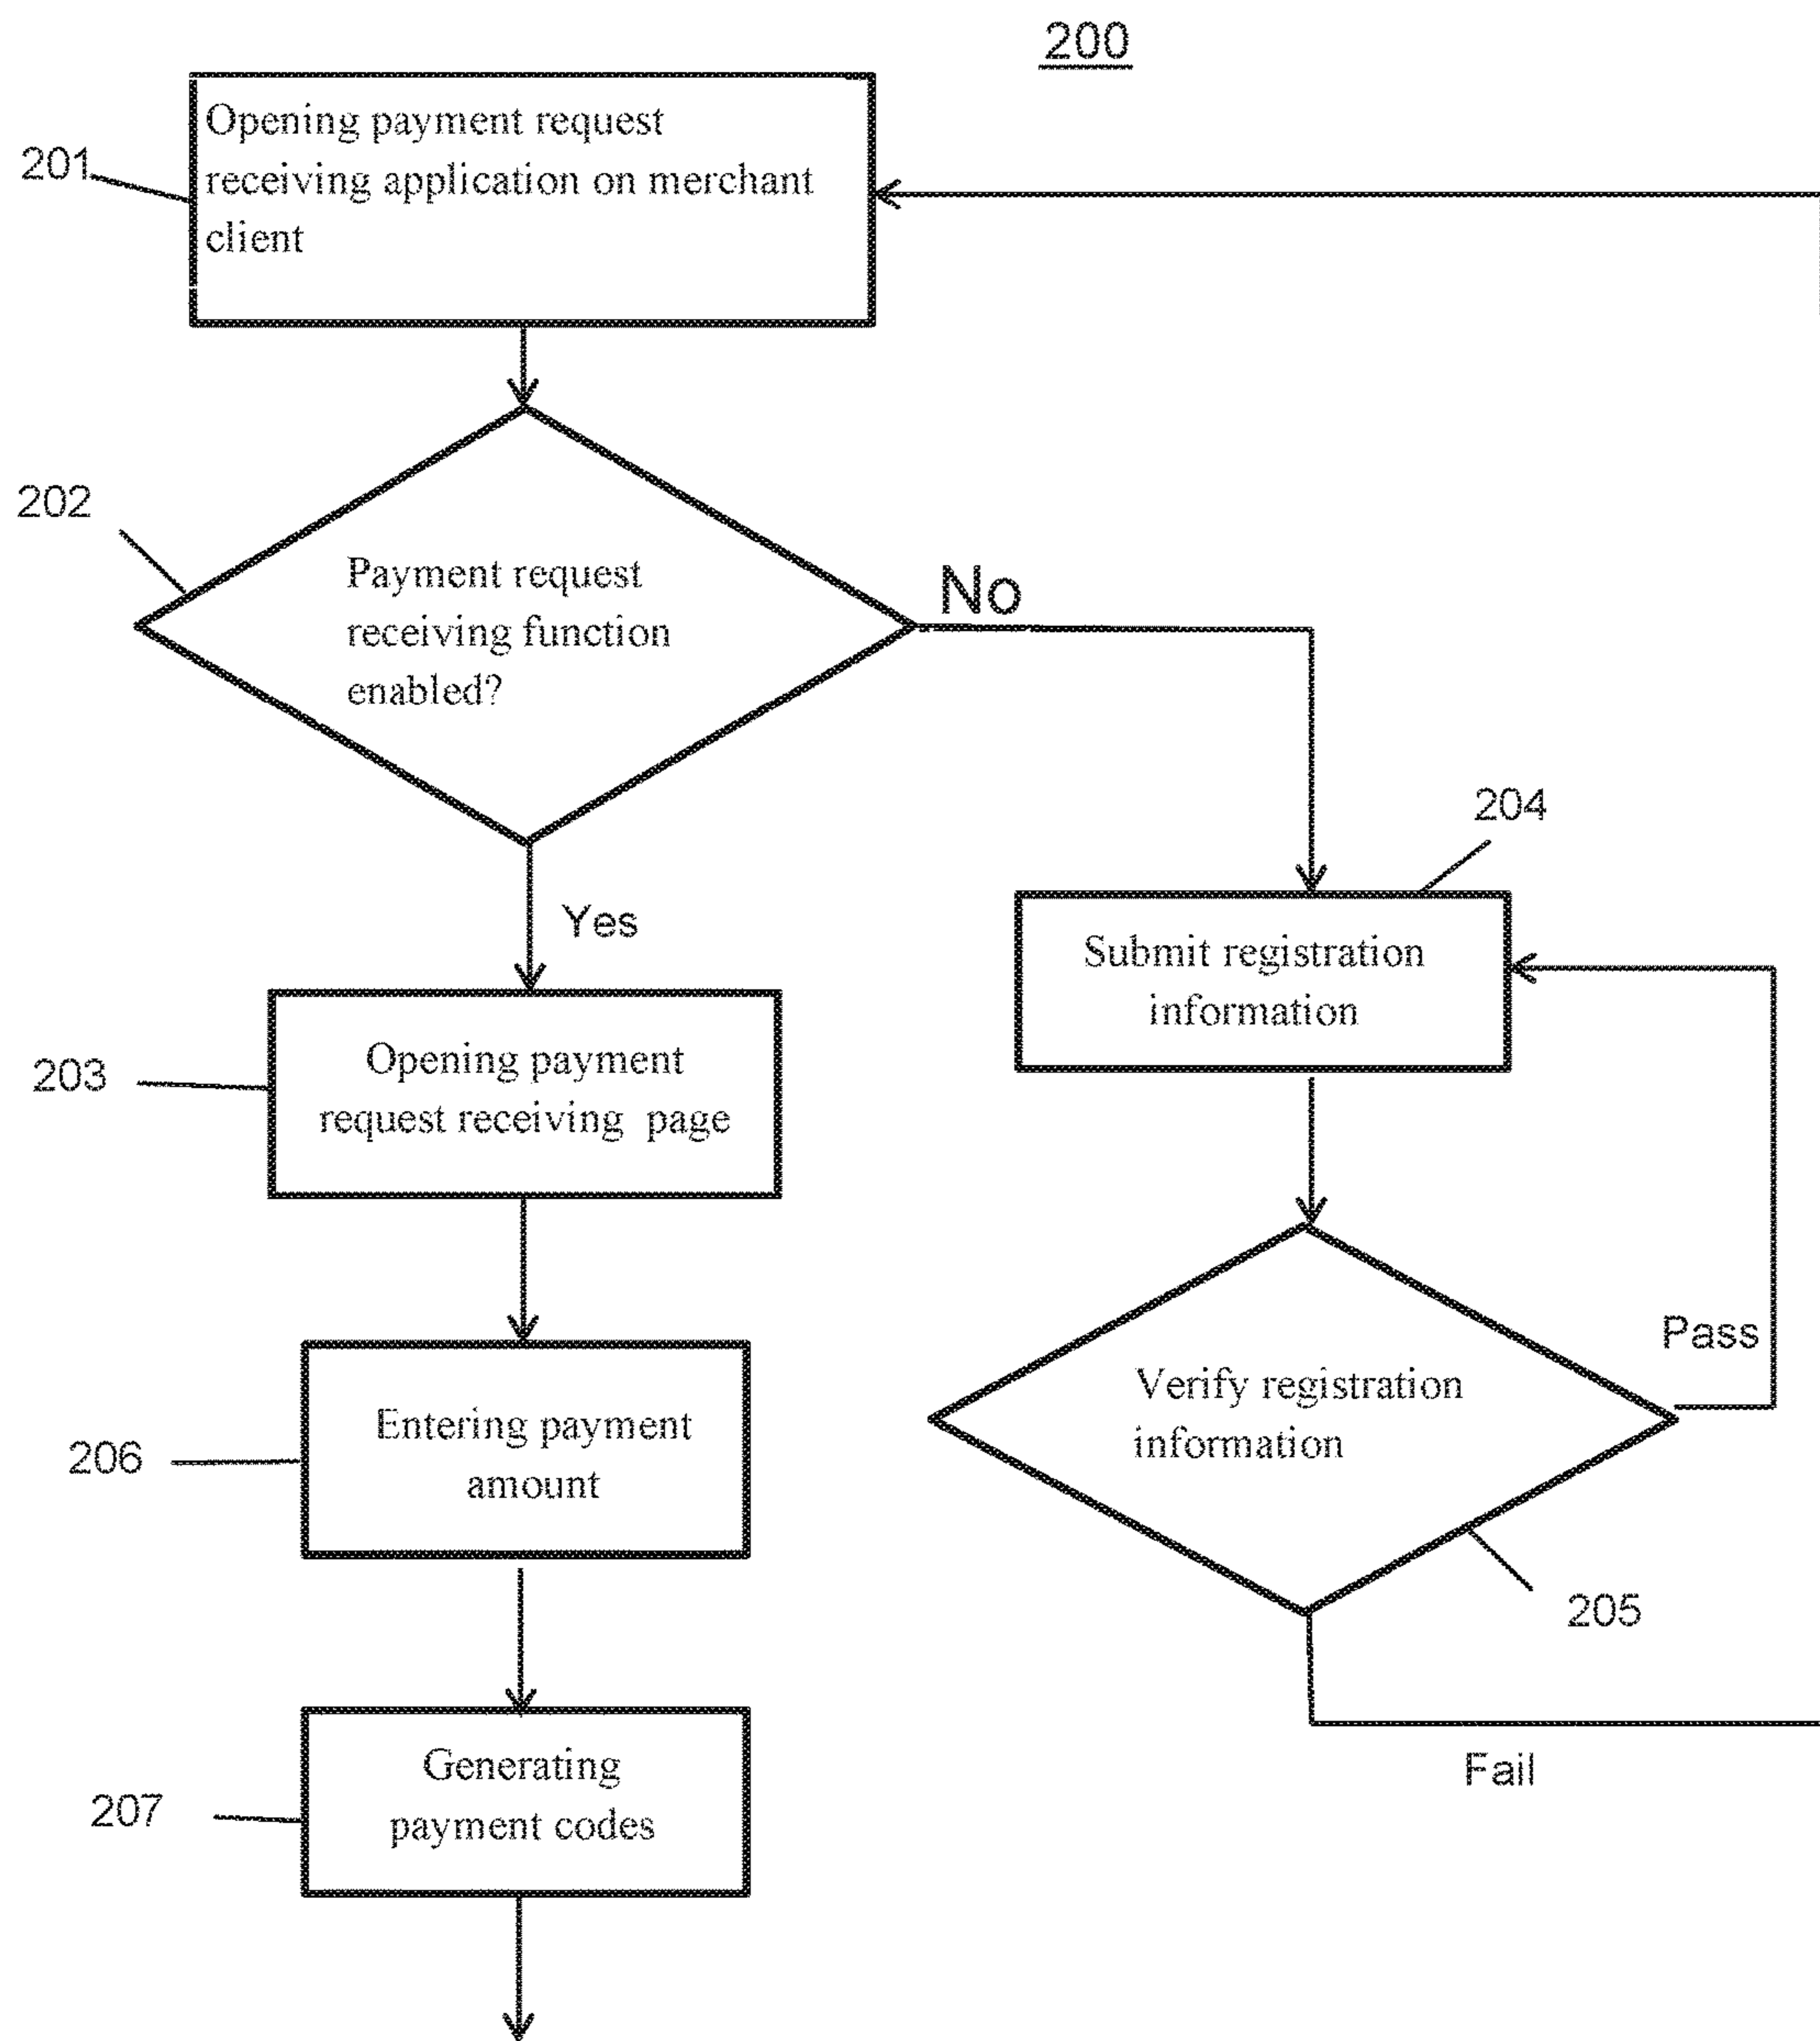 200
Opening payment request
receiving application on merchant
client
201
202
Payment request
receiving function
enabled?
No
204
Yes
Submit registration
information
203
Opening payment
request receiving page
Pass
Verify registration
information
206
Entering payment
amount
205
Generating
payment codes
207
Fail